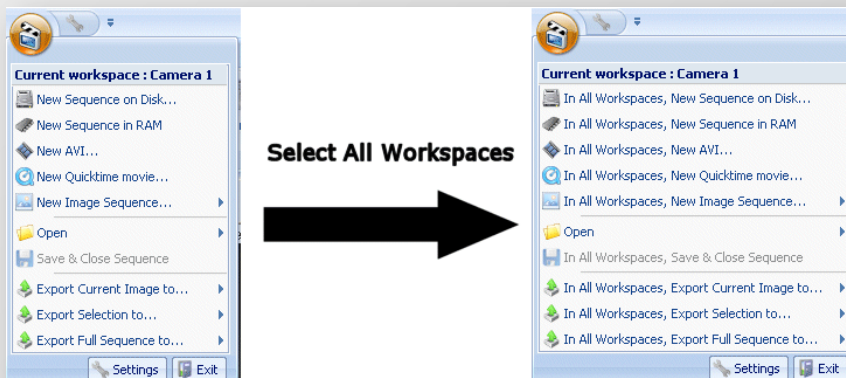 Current workspace : Camera 1
New Sequence on Disk...
New Sequence in RAM
New AVI...
New Quicktime movie...
New Image Sequence...
Open
Save & Close Sequence
Export Current Image to...
Export Selection to...
Export Full Sequence to...
Settings
Exit
Select All Workspaces
Current workspace : Camera 1
In All Workspaces, New Sequence on Disk...
In All Workspaces, New Sequence in RAM
In All Workspaces, New AVI...
In All Workspaces, New Quicktime movie...
In All Workspaces, New Image Sequence...
Open
In All Workspaces, Save & Close Sequence
In All Workspaces, Export Current Image to...
In All Workspaces, Export Selection to...
In All Workspaces, Export Full Sequence to...
Settings
Exit